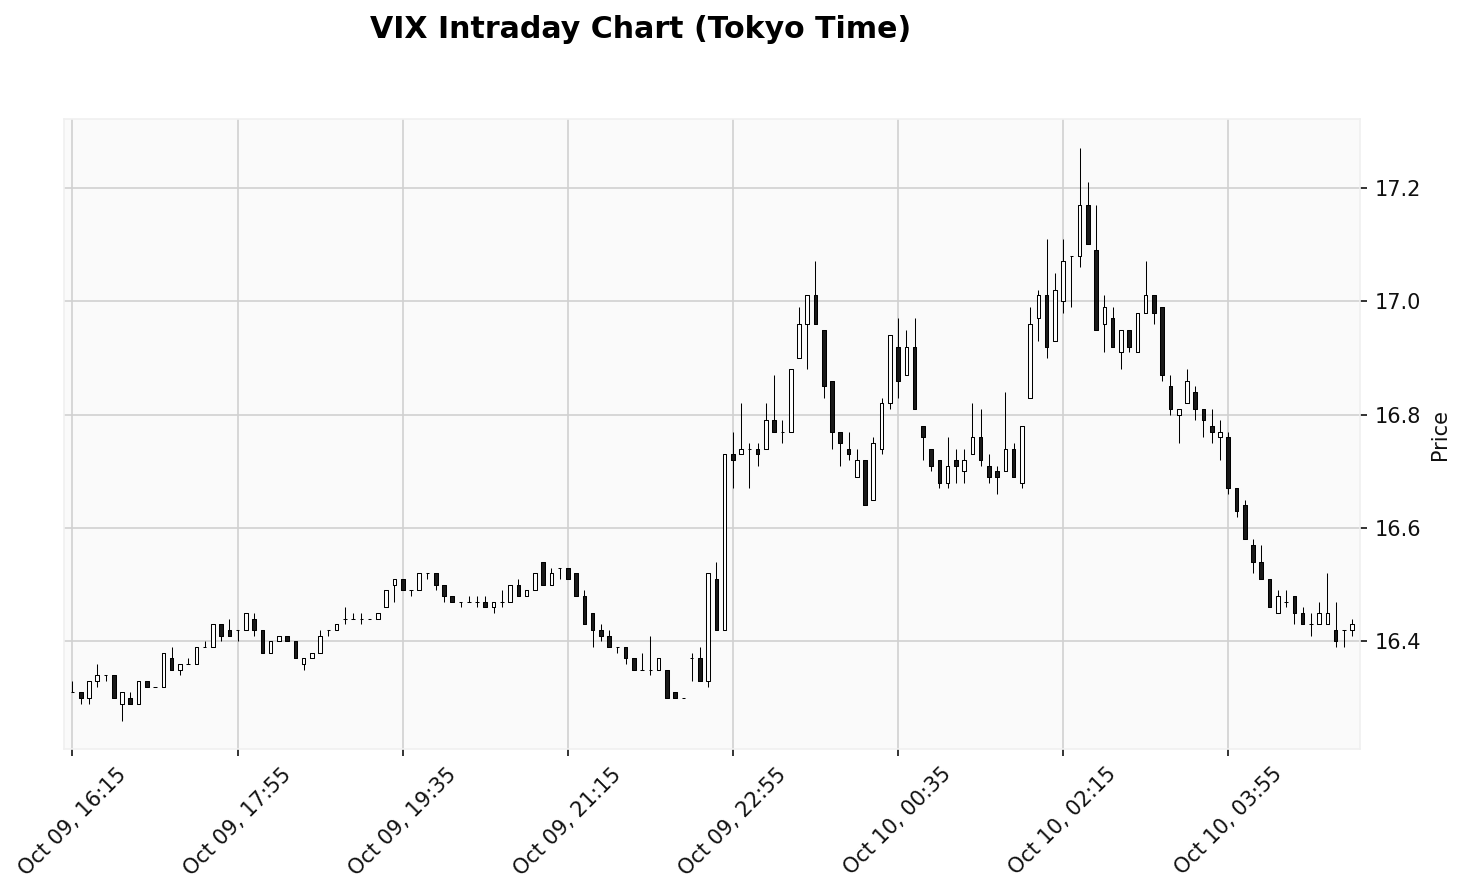 VIX Intraday Chart (Tokyo Time)
17.2
17.0
16.8
16.6
16.4
Price
Oct 09, 16:15
Oct 09, 17:55
Oct 09, 19:35
Oct 09, 21:15
Oct 09, 22:55
Oct 10, 00:35
Oct 10, 02:15
Oct 10, 03:55